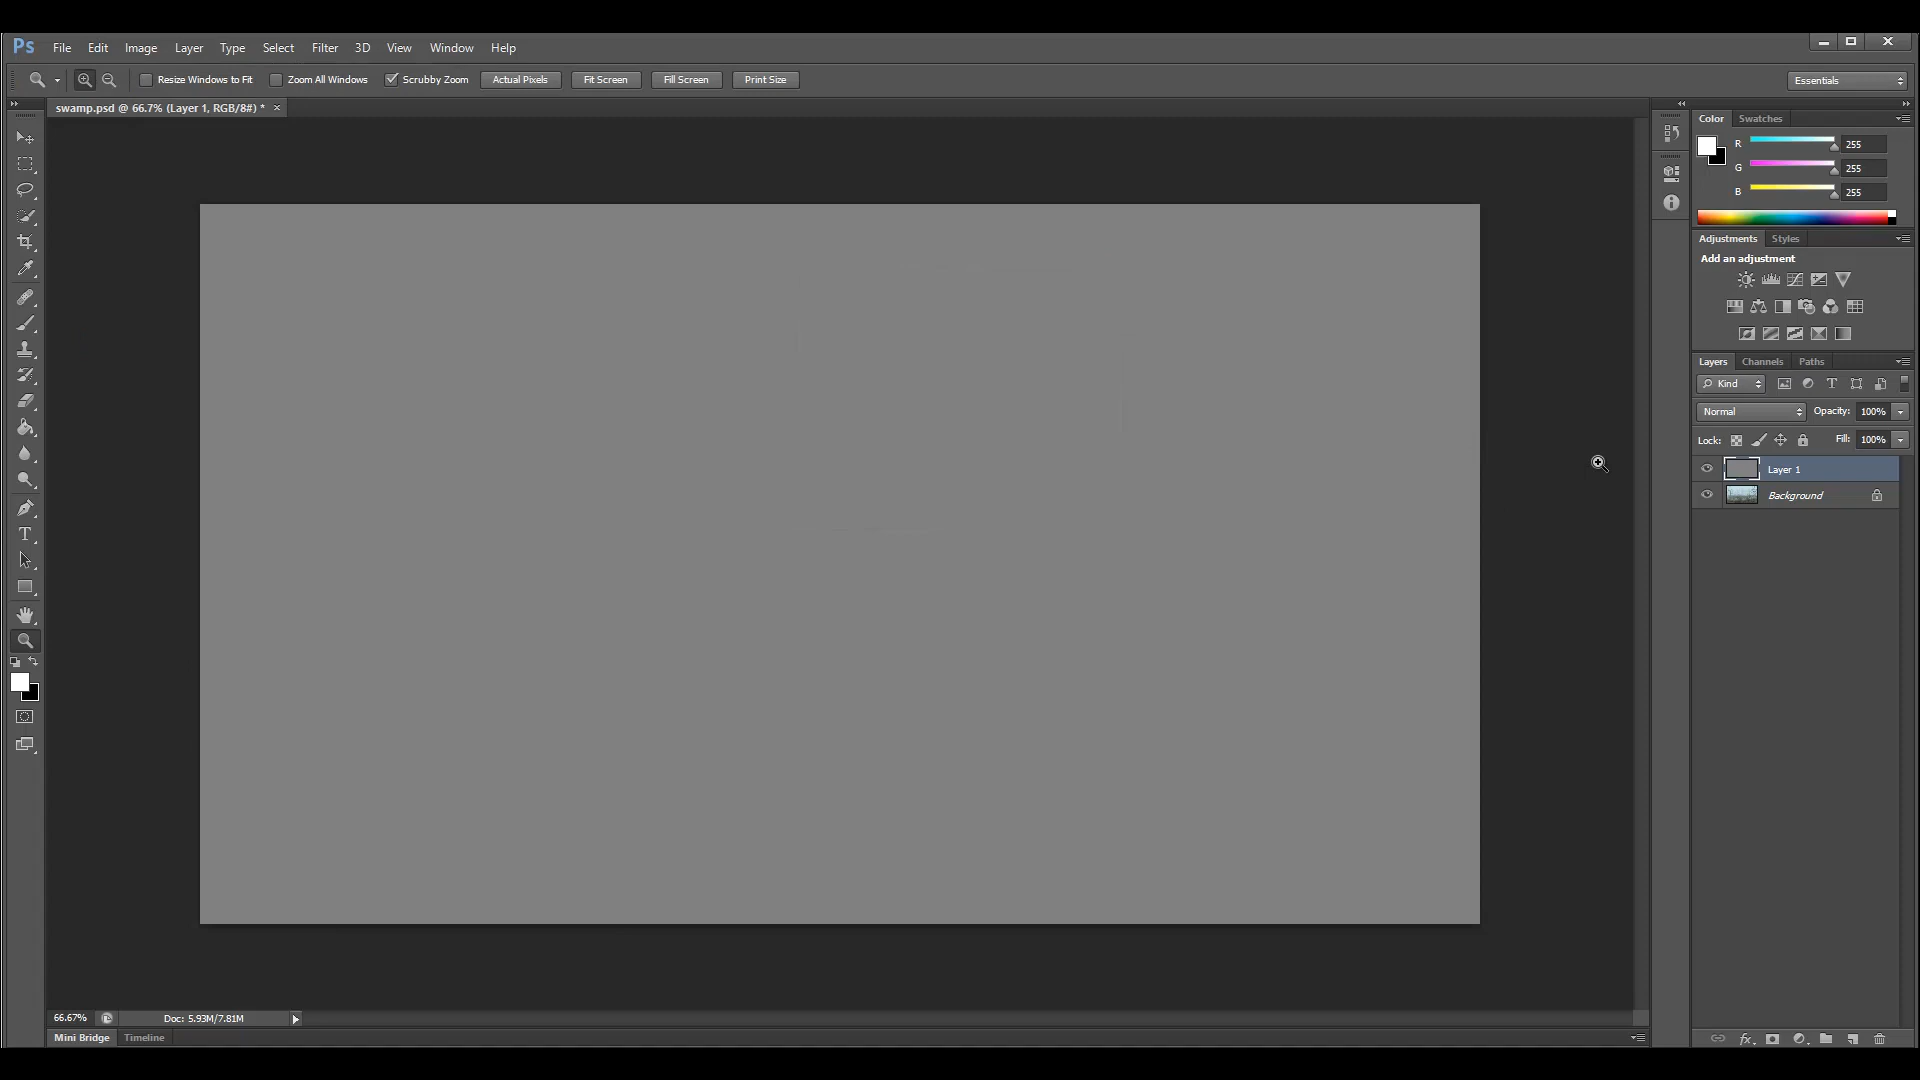 Ps File Edit Image Layer Type Select Filter 3D View Window Help
Resize Windows to Fit Zoom All Windows Scrubby Zoom Actual Pixels Fit Screen Fill Screen Print Size Essentials
swamp.psd @ 66.7% (Layer 1, RGB/8#) *
Color Swatches
R 255
G 255
B 255
Adjustments Styles
Add an adjustment
Layers Channels Paths
Kind
Normal Opacity: 100%
Lock: Fill: 100%
Layer 1
Background
66.67% Doc: 5.93M/7.81M
Mini Bridge Timeline